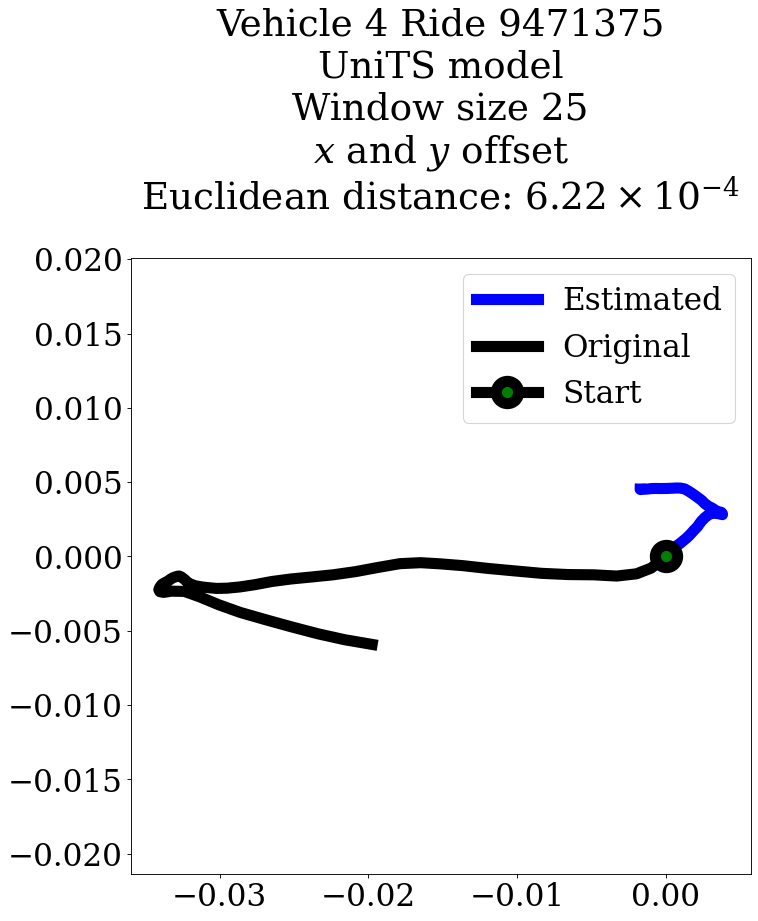 Vehicle 4 Ride 9471375
UniTS model
Window size 25
x and y offset
Euclidean distance: 6.22 × 10⁻⁴
0.020
0.015
0.010
0.005
0.000
−0.005
−0.010
−0.015
−0.020
Estimated
Original
Start
−0.03
−0.02
−0.01
0.00